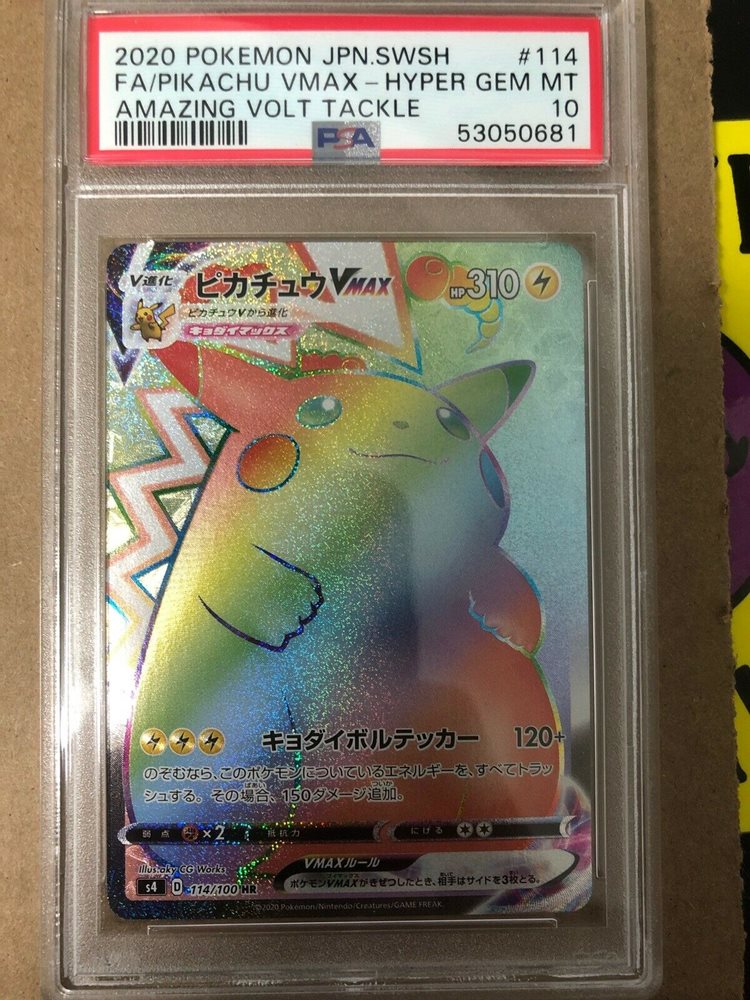 2020 POKEMON JPN.SWSH #114
FA/PIKACHU VMAX – HYPER GEM MT
AMAZING VOLT TACKLE 10
PSA 53050681
V進化 ピカチュウVMAX HP310
ピカチュウVから進化
キョダイマックス
キョダイボルテッカー 120+
のぞむなら、このポケモンについているエネルギーを、すべてトラッ
シュする。その場合、150ダメージ追加。
弱点 ×2 抵抗力 にげる
Illus.aky CG Works VMAXルール
ポケモンVMAXがきぜつしたとき、相手はサイドを3枚とる。
s4 D 114/100 HR
©2020 Pokémon/Nintendo/Creatures/GAME FREAK.